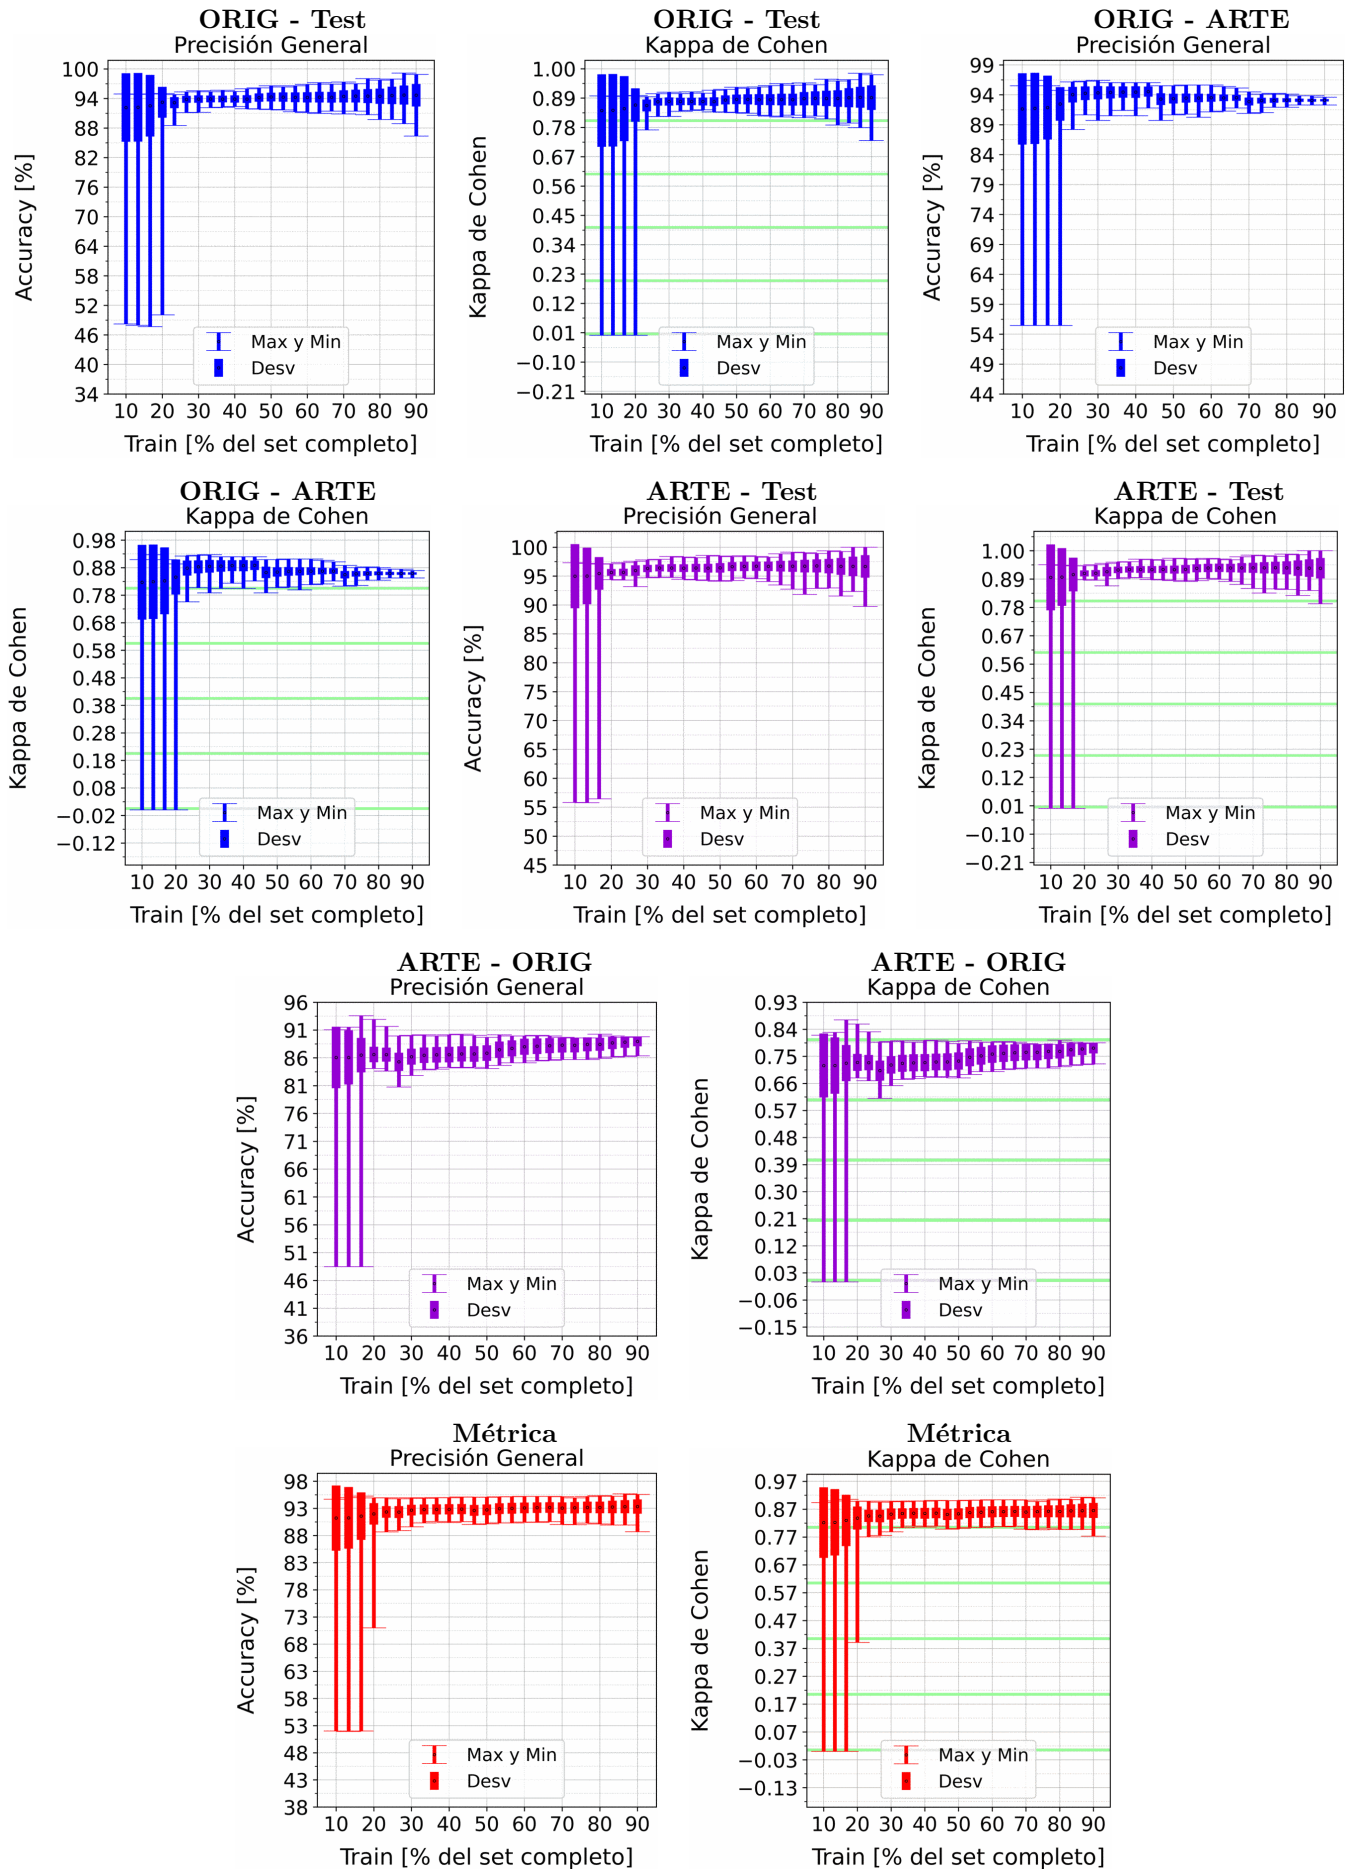 ORIG - Test
Precisión General
Accuracy [%]
100
94
88
82
76
70
64
58
52
46
40
34
Max y Min
Desv
10 20 30 40 50 60 70 80 90
Train [% del set completo]
ORIG - Test
Kappa de Cohen
Kappa de Cohen
1.00
0.89
0.78
0.67
0.56
0.45
0.34
0.23
0.12
0.01
−0.10
−0.21
Max y Min
Desv
10 20 30 40 50 60 70 80 90
Train [% del set completo]
ORIG - ARTE
Precisión General
Accuracy [%]
99
94
89
84
79
74
69
64
59
54
49
44
Max y Min
Desv
10 20 30 40 50 60 70 80 90
Train [% del set completo]
ORIG - ARTE
Kappa de Cohen
Kappa de Cohen
0.98
0.88
0.78
0.68
0.58
0.48
0.38
0.28
0.18
0.08
−0.02
−0.12
Max y Min
Desv
10 20 30 40 50 60 70 80 90
Train [% del set completo]
ARTE - Test
Precisión General
Accuracy [%]
100
95
90
85
80
75
70
65
60
55
50
45
Max y Min
Desv
10 20 30 40 50 60 70 80 90
Train [% del set completo]
ARTE - Test
Kappa de Cohen
Kappa de Cohen
1.00
0.89
0.78
0.67
0.56
0.45
0.34
0.23
0.12
0.01
−0.10
−0.21
Max y Min
Desv
10 20 30 40 50 60 70 80 90
Train [% del set completo]
ARTE - ORIG
Precisión General
Accuracy [%]
96
91
86
81
76
71
66
61
56
51
46
41
36
Max y Min
Desv
10 20 30 40 50 60 70 80 90
Train [% del set completo]
ARTE - ORIG
Kappa de Cohen
Kappa de Cohen
0.93
0.84
0.75
0.66
0.57
0.48
0.39
0.30
0.21
0.12
0.03
−0.06
−0.15
Max y Min
Desv
10 20 30 40 50 60 70 80 90
Train [% del set completo]
Métrica
Precisión General
Accuracy [%]
98
93
88
83
78
73
68
63
58
53
48
43
38
Max y Min
Desv
10 20 30 40 50 60 70 80 90
Train [% del set completo]
Métrica
Kappa de Cohen
Kappa de Cohen
0.97
0.87
0.77
0.67
0.57
0.47
0.37
0.27
0.17
0.07
−0.03
−0.13
Max y Min
Desv
10 20 30 40 50 60 70 80 90
Train [% del set completo]